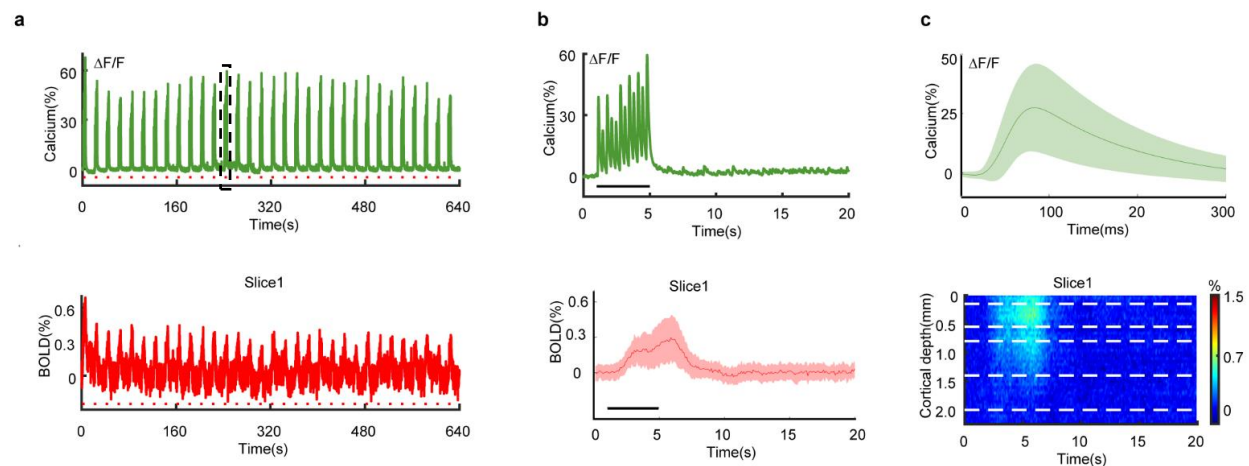 a
ΔF/F
60
30
0
Calcium(%)
0 160 320 480 640
Time(s)
b
ΔF/F
60
30
0
Calcium(%)
0 5 10 15 20
Time(s)
c
ΔF/F
50
25
0
Calcium(%)
0 100 20 300
Time(ms)
Slice1
0.6
0.3
0
BOLD(%)
0 160 320 480 640
Time(s)
Slice1
0.6
0.3
0
BOLD(%)
0 5 10 15 20
Time(s)
Slice1
%
0
0.5
1.0
1.5
2.0
Cortical depth(mm)
1.5
0.7
0
0 5 10 15 20
Time(s)